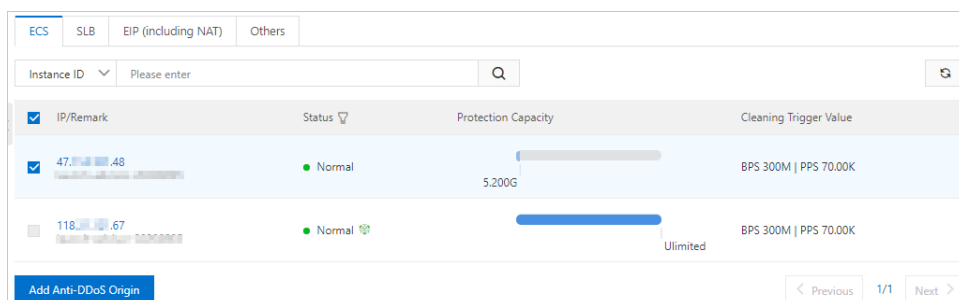 ECS SLB EIP (including NAT) Others
Instance ID Please enter
IP/Remark Status Protection Capacity Cleaning Trigger Value
47. .48 Normal 5.200G BPS 300M | PPS 70.00K
118. .67 Normal Ulimited BPS 300M | PPS 70.00K
Add Anti-DDoS Origin < Previous 1/1 Next >